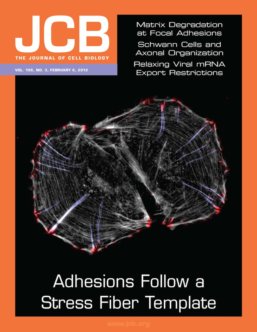 JCB
THE JOURNAL OF CELL BIOLOGY
Matrix Degradation
at Focal Adhesions
Schwann Cells and
Axonal Organization
Relaxing Viral mRNA
Export Restrictions
Adhesions Follow a
Stress Fiber Template
www.jcb.org